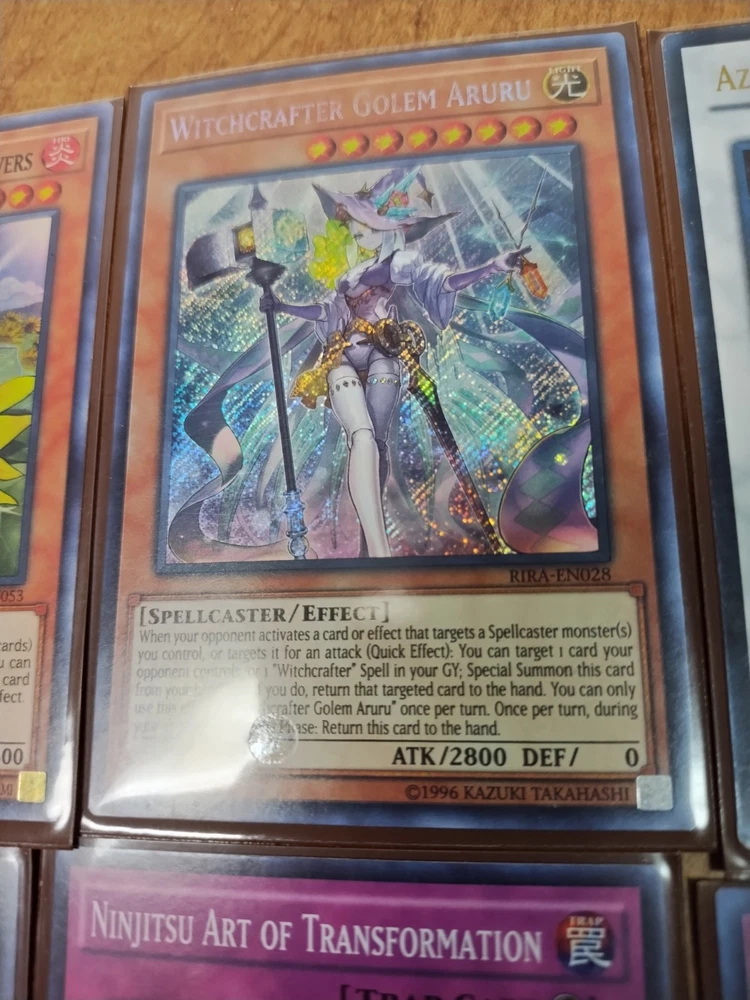 WITCHCRAFTER GOLEM ARURU
LIGHT
光
AZ
VERS
炎
RIRA-EN028
053
[SPELLCASTER/EFFECT]
When your opponent activates a card or effect that targets a Spellcaster monster(s)
you control, or targets it for an attack (Quick Effect): You can target 1 card your
opponent controls or 1 "Witchcrafter" Spell in your GY; Special Summon this card
from your you do, return that targeted card to the hand. You can only
use this crafter Golem Aruru" once per turn. Once per turn, during
Phase: Return this card to the hand.
ATK/2800 DEF/ 0
©1996 KAZUKI TAKAHASHI
cards)
u can
card
fect.
NINJITSU ART OF TRANSFORMATION
TRAP
罠